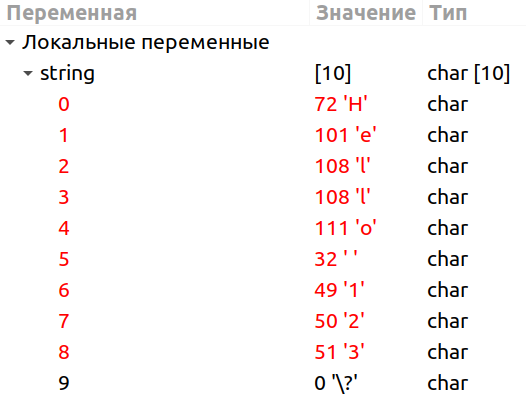 Переменная Значение Тип
Локальные переменные
string [10] char [10]
0 72 'H' char
1 101 'e' char
2 108 'l' char
3 108 'l' char
4 111 'o' char
5 32 ' ' char
6 49 '1' char
7 50 '2' char
8 51 '3' char
9 0 '\?' char